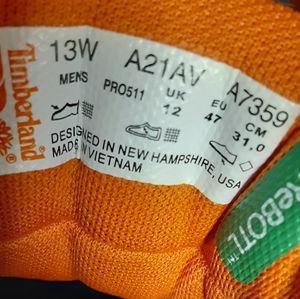 Timberland
13W A21AV A7359
MENS PRO511 UK EU CM
12 47 31.0
DESIGNED IN NEW HAMPSHIRE, USA
MADE IN VIETNAM
ReBOTL